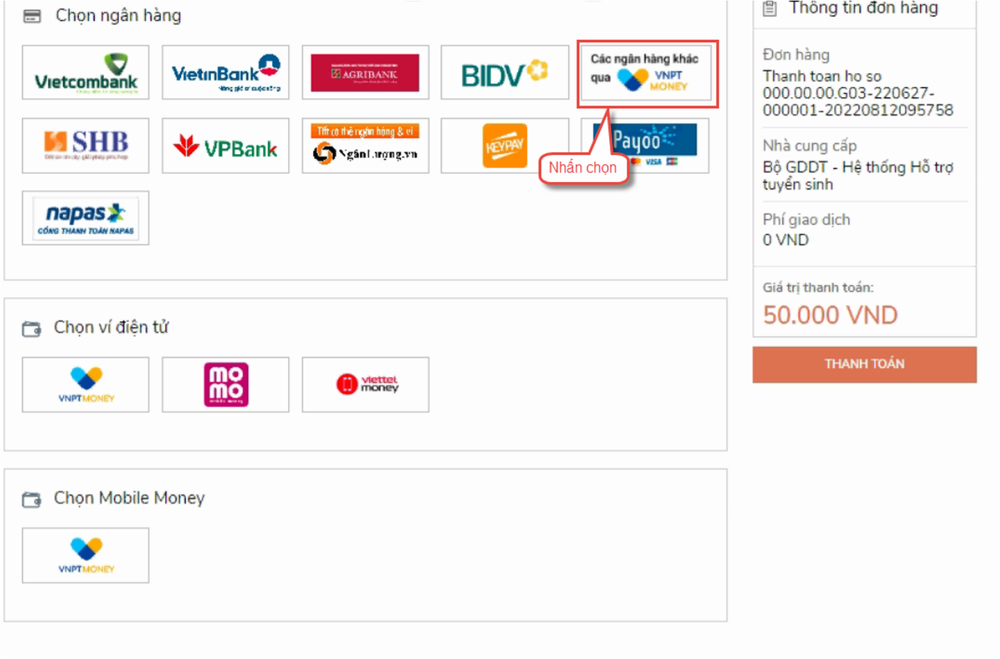 Chọn ngân hàng
Vietcombank
VietinBank
AGRIBANK
BIDV
Các ngân hàng khác
qua VNPT
MONEY
SHB
VPBank
Tất cả thẻ ngân hàng & ví
NgânLượng.vn
KEYPAY
Payoo
VISA
Nhấn chọn
napas
CỔNG THANH TOÁN NAPAS
Chọn ví điện tử
VNPTMONEY
mo
mo
viettel
money
Chọn Mobile Money
VNPTMONEY
Thông tin đơn hàng
Đơn hàng
Thanh toan ho so
000.00.00.G03-220627-
000001-20220812095758
Nhà cung cấp
Bộ GDDT - Hệ thống Hỗ trợ
tuyển sinh
Phí giao dịch
0 VND
Giá trị thanh toán:
50.000 VND
THANH TOÁN